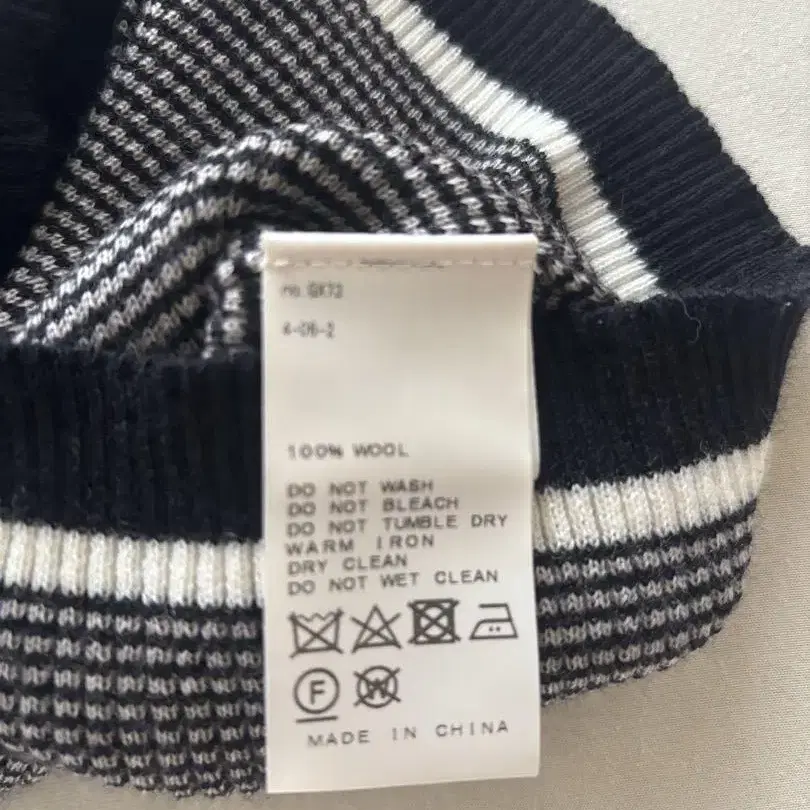 no.GX73
4-06-2
100% WOOL
DO NOT WASH
DO NOT BLEACH
DO NOT TUMBLE DRY
WARM IRON
DRY CLEAN
DO NOT WET CLEAN
F
W
MADE IN CHINA